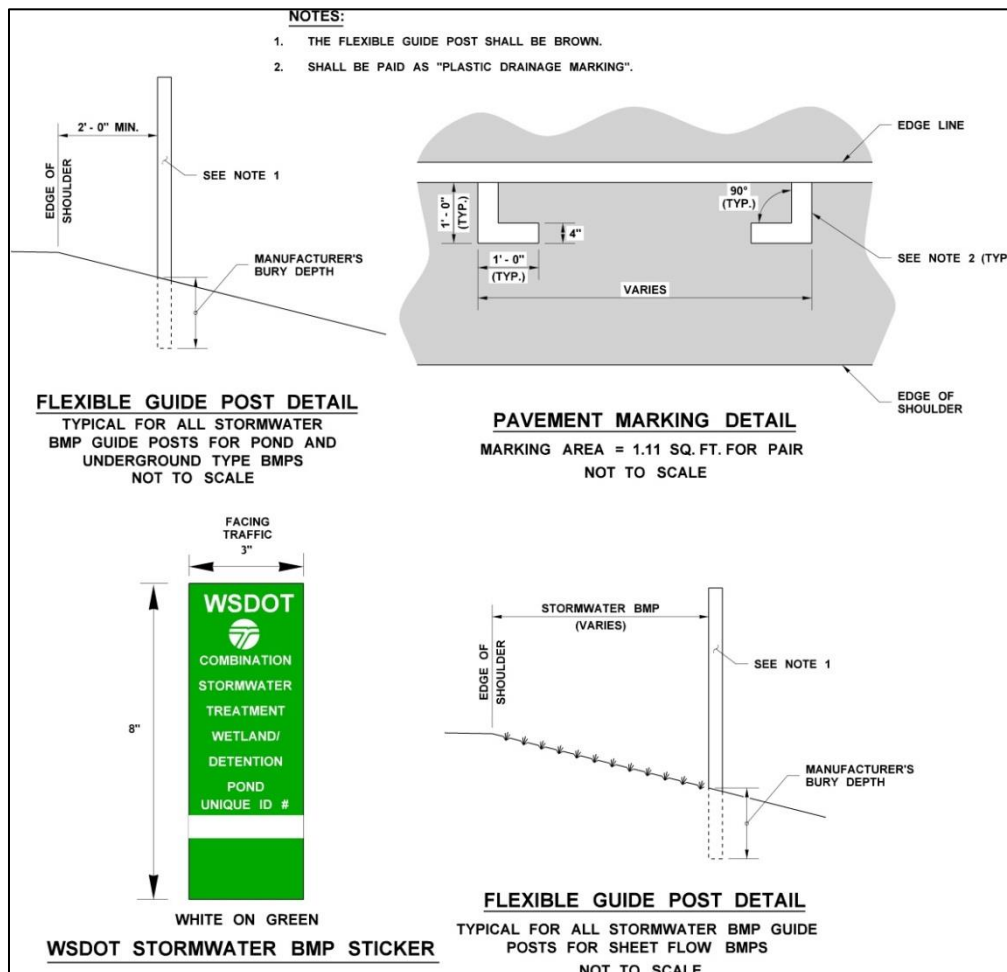 NOTES:
1. THE FLEXIBLE GUIDE POST SHALL BE BROWN.
2. SHALL BE PAID AS "PLASTIC DRAINAGE MARKING".
2' - 0" MIN.
EDGE OF
SHOULDER
SEE NOTE 1
MANUFACTURER'S
BURY DEPTH
FLEXIBLE GUIDE POST DETAIL
TYPICAL FOR ALL STORMWATER
BMP GUIDE POSTS FOR POND AND
UNDERGROUND TYPE BMPS
NOT TO SCALE
EDGE LINE
1' - 0"
(TYP.)
90°
(TYP.)
4"
1' - 0"
(TYP.)
SEE NOTE 2 (TYP
VARIES
EDGE OF
SHOULDER
PAVEMENT MARKING DETAIL
MARKING AREA = 1.11 SQ. FT. FOR PAIR
NOT TO SCALE
FACING
TRAFFIC
3"
8"
WSDOT
COMBINATION
STORMWATER
TREATMENT
WETLAND/
DETENTION
POND
UNIQUE ID #
WHITE ON GREEN
WSDOT STORMWATER BMP STICKER
STORMWATER BMP
(VARIES)
EDGE OF
SHOULDER
SEE NOTE 1
MANUFACTURER'S
BURY DEPTH
FLEXIBLE GUIDE POST DETAIL
TYPICAL FOR ALL STORMWATER BMP GUIDE
POSTS FOR SHEET FLOW BMPS
NOT TO SCALE